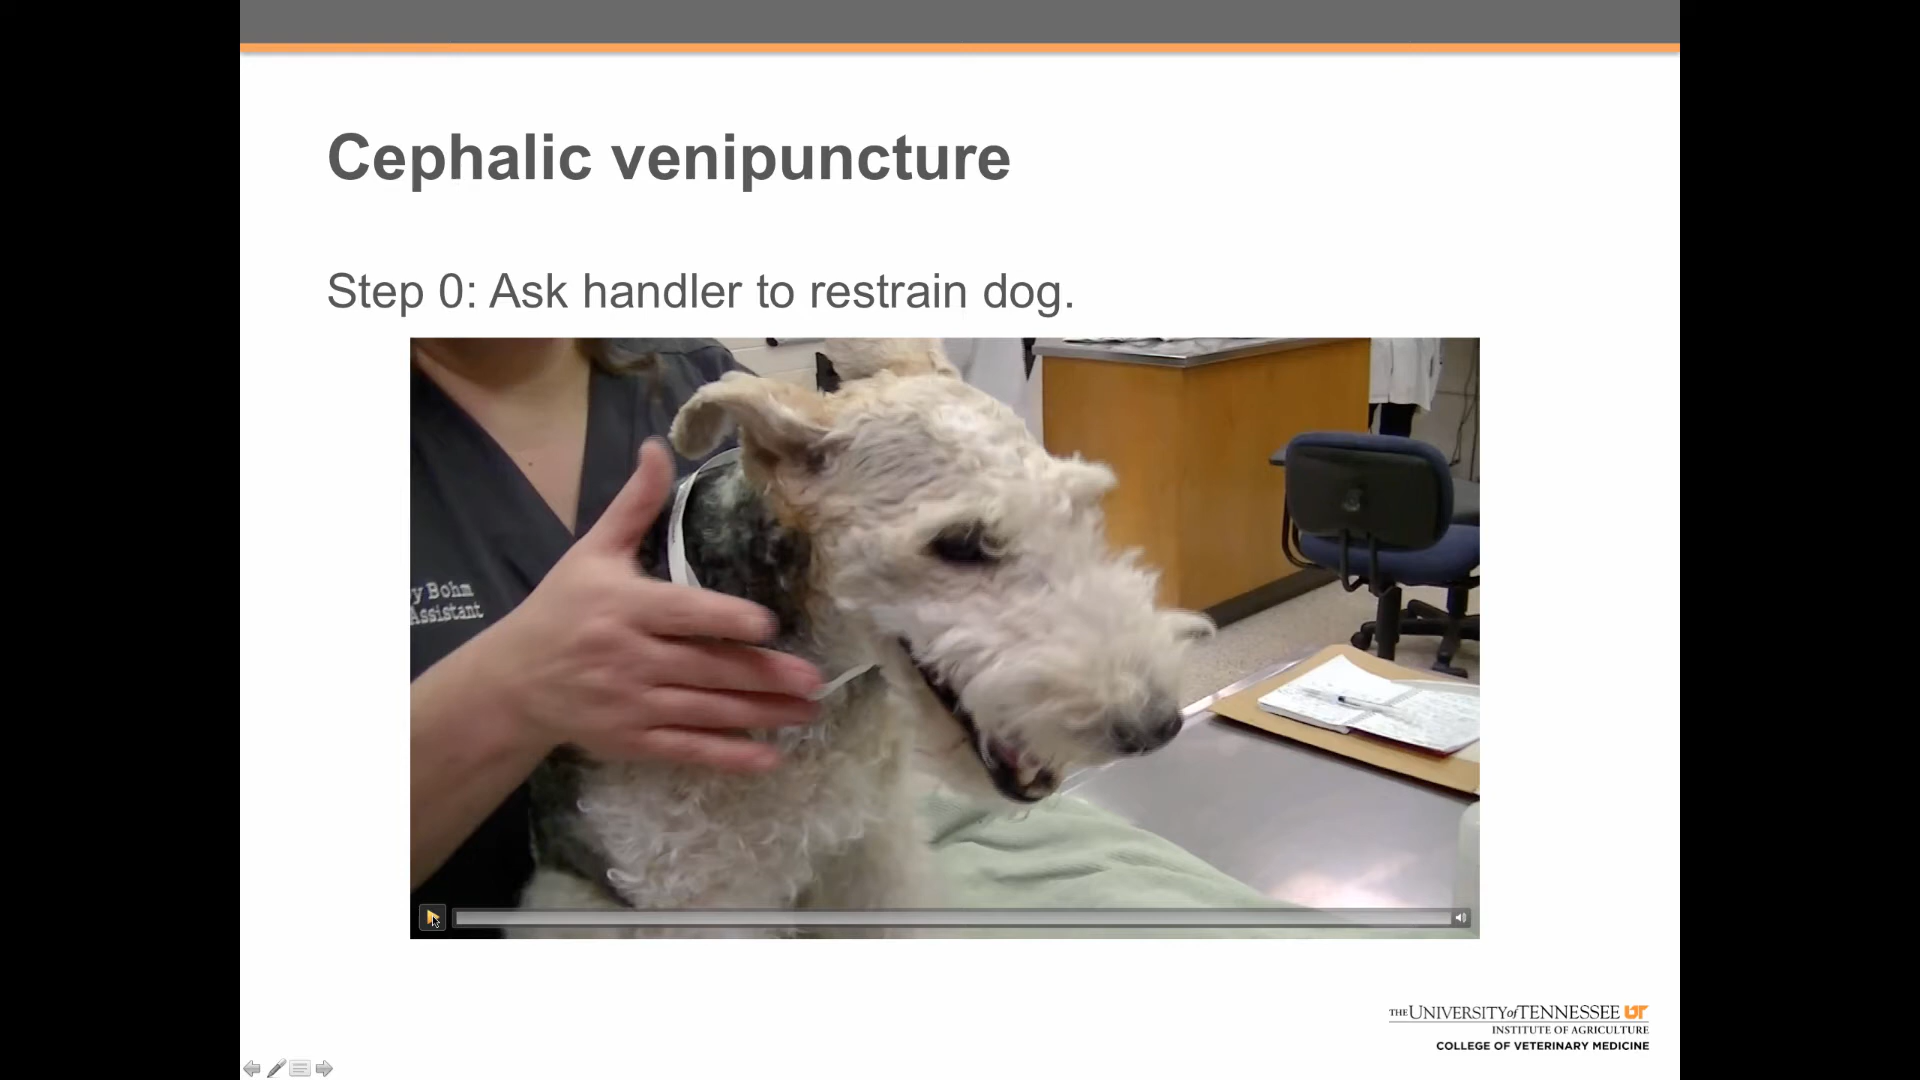 Cephalic venipuncture
Step 0: Ask handler to restrain dog.
y Bohm
Assistant
THE UNIVERSITY of TENNESSEE UT
INSTITUTE OF AGRICULTURE
COLLEGE OF VETERINARY MEDICINE